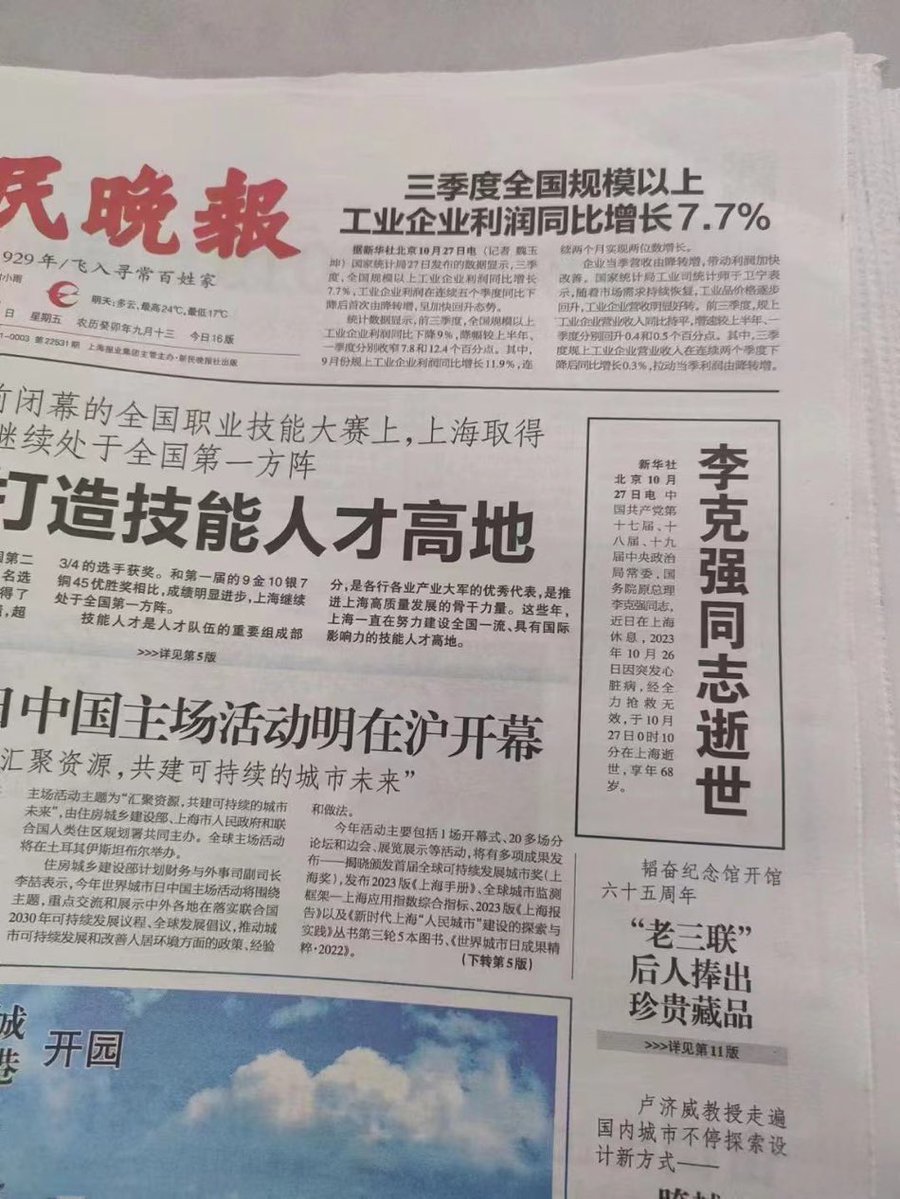 民晚报
1929年/飞入寻常百姓家
小雨
明天:多云,最高24℃,最低17℃
日 星期五 农历癸卯年九月十三 今日16版
1-0003 第22531期 上海报业集团主管主办·新民晚报社出版
三季度全国规模以上
工业企业利润同比增长7.7%
据新华社北京10月27日电(记者 魏玉
坤)国家统计局27日发布的数据显示,三季
度,全国规模以上工业企业利润同比增长
7.7%,工业企业利润在连续五个季度同比下
降后首次由降转增,呈加快回升态势。
统计数据显示,前三季度,全国规模以上
工业企业利润同比下降9%,降幅较上半年、一
季度分别收窄7.8和12.4个百分点。其中,
9月份规上工业企业利润同比增长11.9%,连
续两个月实现两位数增长。
企业当季营收由降转增,带动利润加快
改善。国家统计局工业司统计师于卫宁表
示,随着市场需求持续恢复,工业品价格逐步
回升,工业企业营收明显好转。前三季度,规上
工业企业营业收入同比持平,增速较上半年、一
季度分别回升0.4和0.5个百分点。其中,三季
度规上工业企业营业收入在连续两个季度下
降后同比增长0.3%,拉动当季利润由降转增。
前闭幕的全国职业技能大赛上,上海取得
继续处于全国第一方阵
打造技能人才高地
国第二
名选
得了
,超
3/4的选手获奖。和第一届的9金10银7
铜45优胜奖相比,成绩明显进步,上海继续
处于全国第一方阵。
技能人才是人才队伍的重要组成部
分,是各行各业产业大军的优秀代表,是推
进上海高质量发展的骨干力量。这些年,
上海一直在努力建设全国一流、具有国际
影响力的技能人才高地。
>>>详见第5版
李克强同志逝世
新华社
北京10月
27日电 中
国共产党第
十七届、十
八届、十九
届中央政治
局常委,国
务院原总理
李克强同志,
近日在上海
休息,2023
年10月26
日因突发心
脏病,经全
力抢救无
效,于10月
27日0时10
分在上海逝
世,享年68
岁。
日中国主场活动明在沪开幕
汇聚资源,共建可持续的城市未来”
主场活动主题为“汇聚资源,共建可持续的城市
未来”,由住房城乡建设部、上海市人民政府和联
合国人类住区规划署共同主办。全球主场活动
将在土耳其伊斯坦布尔举办。
住房城乡建设部计划财务与外事司副司长
李喆表示,今年世界城市日中国主场活动将围绕
主题,重点交流和展示中外各地在落实联合国
2030年可持续发展议程、全球发展倡议,推动城
市可持续发展和改善人居环境方面的政策、经验
和做法。
今年活动主要包括1场开幕式、20多场分
论坛和边会、展览展示等活动,将有多项成果发
布——揭晓颁发首届全球可持续发展城市奖(上
海奖),发布2023版《上海手册》、全球城市监测
框架—上海应用指数综合指标、2023版《上海报
告》以及《新时代上海“人民城市”建设的探索与
实践》丛书第三轮5本图书、《世界城市日成果精
粹·2022》。
(下转第5版)
韬奋纪念馆开馆
六十五周年
“老三联”
后人捧出
珍贵藏品
>>>详见第11版
卢济威教授走遍
国内城市不停探索设
计新方式——
跨城
城
港
开园